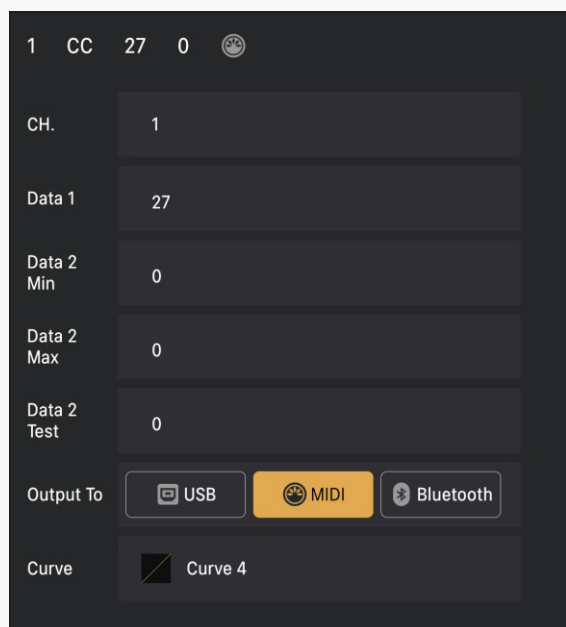 1 CC 27 0
CH. 1
Data 1 27
Data 2
Min 0
Data 2
Max 0
Data 2
Test 0
Output To USB MIDI Bluetooth
Curve Curve 4